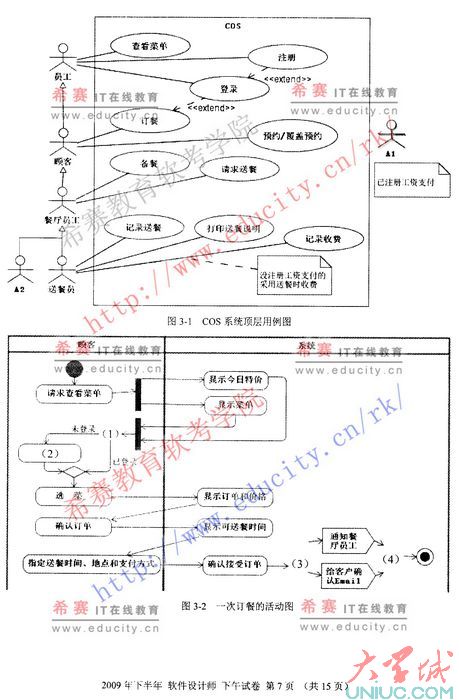 COS
查看菜单
注册
员工
登录
<<extend>>
<<extend>>
希赛 IT在线教育
www.educity.cn
希赛 IT在线教育
www.educity.cn
订餐
预约/覆盖预约
A1
顾客
备餐
请求送餐
已注册工资支付
餐厅员工
记录送餐
打印送餐说明
记录收费
A2
送餐员
没注册工资支付的
采用送餐时收费
希赛教育软考学院
http://www.educity.cn/rk/
图 3-1 COS 系统顶层用例图
顾客
系统
希赛 IT在线教育
www.educity.cn
希赛 IT在线教育
www.educity.cn
请求查看菜单
显示今日特价
显示菜单
未登录
(1)
(2)
已登录
选 菜
显示订单和价格
确认订单
显示可送餐时间
指定送餐时间、地点和支付方式
确认接受订单
(3)
通知餐
厅员工
给客户确
认Email
(4)
希赛教育软考学院
http://www.educity.cn/rk/
图 3-2 一次订餐的活动图
希赛 IT在线教育
www.educity.cn
希赛 IT在线教育
www.educity.cn
2009 年下半年 软件设计师 下午试卷 第 7 页 （共 15 页）
大学城
UNIUC.COM